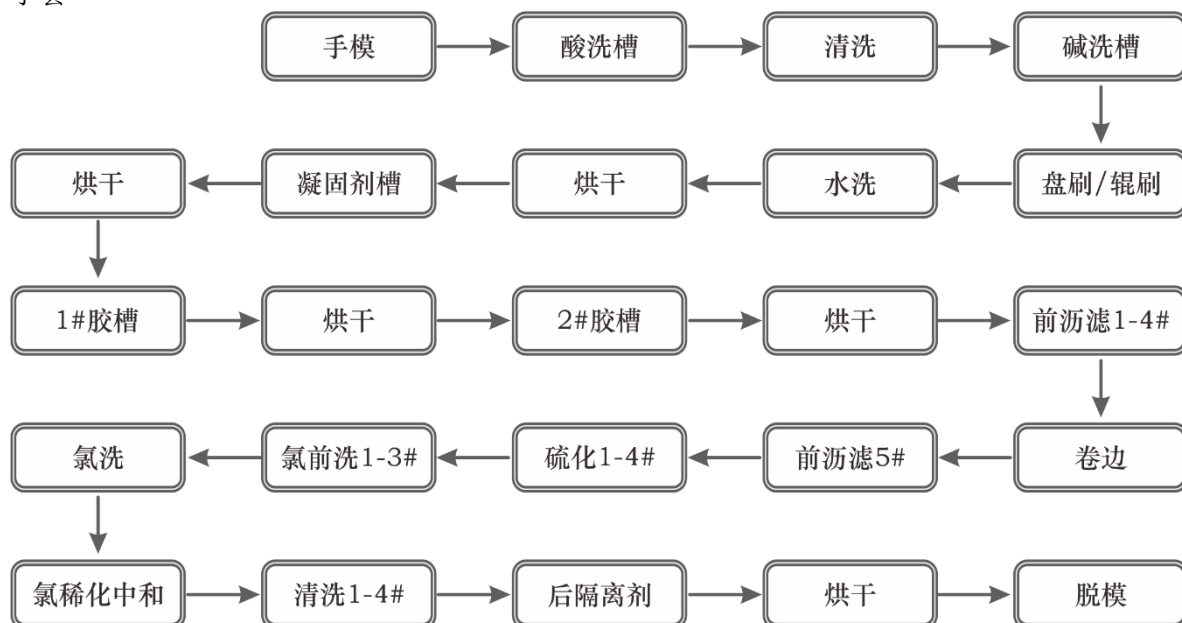 手模 酸洗槽 清洗 碱洗槽
烘干 凝固剂槽 烘干 水洗 盘刷/辊刷
1#胶槽 烘干 2#胶槽 烘干 前沥滤1-4#
氯洗 氯前洗1-3# 硫化1-4# 前沥滤5# 卷边
氯稀化中和 清洗1-4# 后隔离剂 烘干 脱模